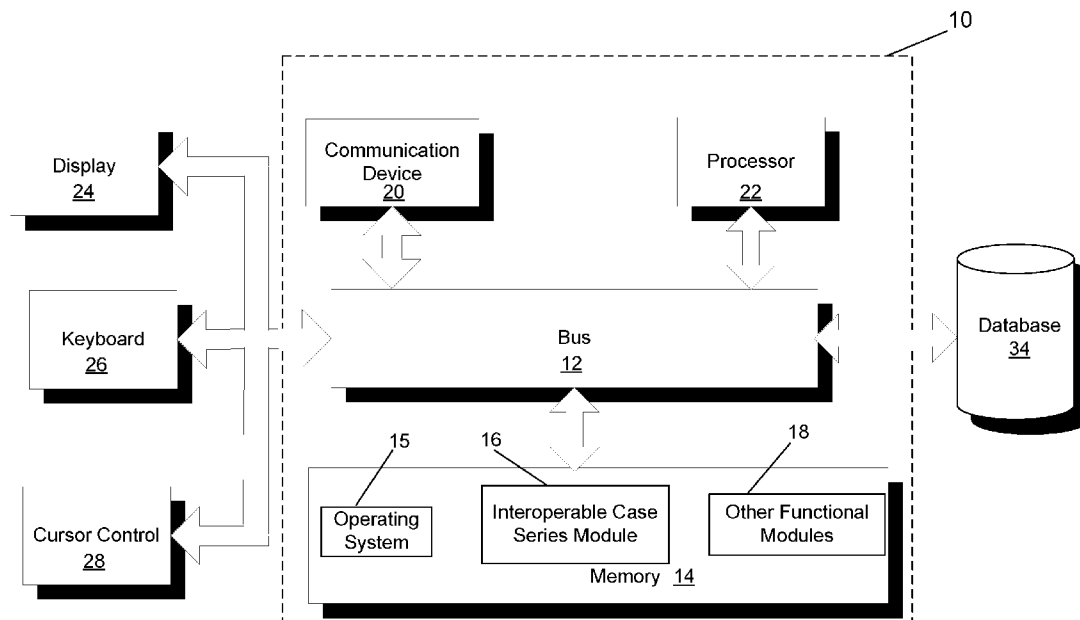 10
Communication
Device
20
Processor
22
Display
24
Keyboard
26
Bus
12
Database
34
15
16
18
Cursor Control
28
Operating
System
Interoperable Case
Series Module
Other Functional
Modules
Memory 14